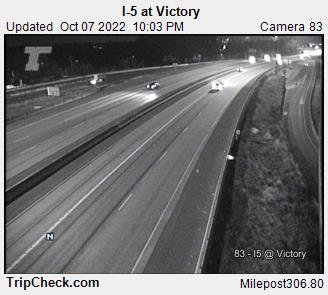 I-5 at Victory
Updated Oct 07 2022 10:03 PM Camera 83
T
N
83 - I5 @ Victory
TripCheck.com Milepost306.80